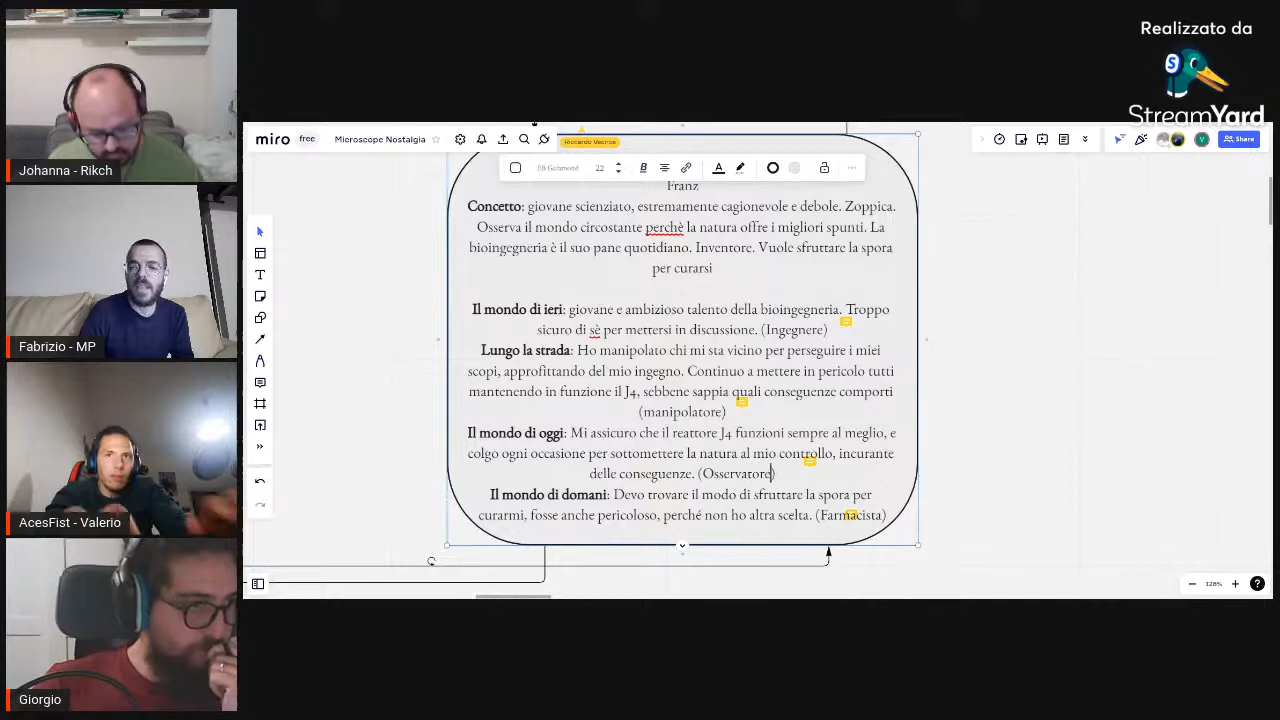 Realizzato da
StreamYard
Johanna - Rikch
Fabrizio - MP
AcesFist - Valerio
Giorgio
miro
free
Microscope Nostalgia
Share
EB Garamond
22
B
A
Franz
Concetto: giovane scienziato, estremamente cagionevole e debole. Zoppica.
Osserva il mondo circostante perchè la natura offre i migliori spunti. La
bioingegneria è il suo pane quotidiano. Inventore. Vuole sfruttare la spora
per curarsi
Il mondo di ieri: giovane e ambizioso talento della bioingegneria. Troppo
sicuro di sè per mettersi in discussione. (Ingegnere)
Lungo la strada: Ho manipolato chi mi sta vicino per perseguire i miei
scopi, approfittando del mio ingegno. Continuo a mettere in pericolo tutti
mantenendo in funzione il J4, sebbene sappia quali conseguenze comporti
(manipolatore)
Il mondo di oggi: Mi assicuro che il reattore J4 funzioni sempre al meglio, e
colgo ogni occasione per sottomettere la natura al mio controllo, incurante
delle conseguenze. (Osservatore)
Il mondo di domani: Devo trovare il modo di sfruttare la spora per
curarmi, fosse anche pericoloso, perché non ho altra scelta. (Farmacista)
128%